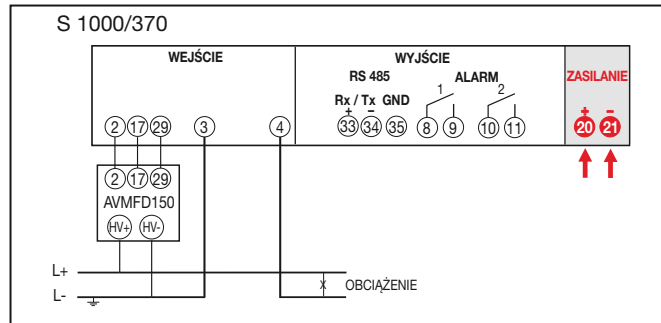 S 1000/370
WEJŚCIE WYJŚCIE
RS 485 ALARM ZASILANIE
Rx / Tx GND 1 2
+ − + −
2 17 29 3 4 33 34 35 8 9 10 11 20 21
2 17 29
AVMFD150
HV+ HV-
L+
X OBCIĄŻENIE
L-